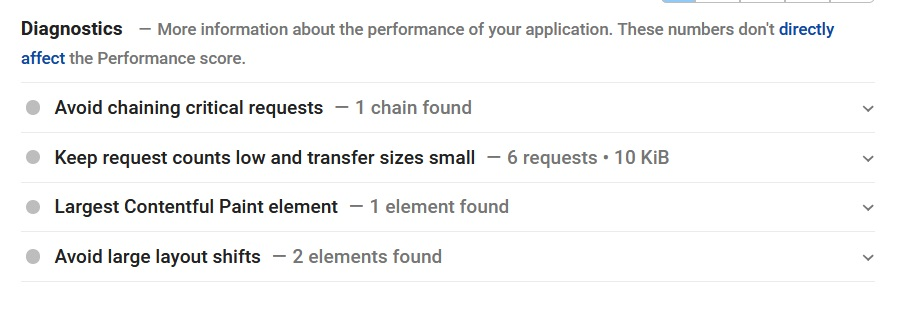 Diagnostics — More information about the performance of your application. These numbers don't directly
affect the Performance score.
Avoid chaining critical requests — 1 chain found
Keep request counts low and transfer sizes small — 6 requests • 10 KiB
Largest Contentful Paint element — 1 element found
Avoid large layout shifts — 2 elements found